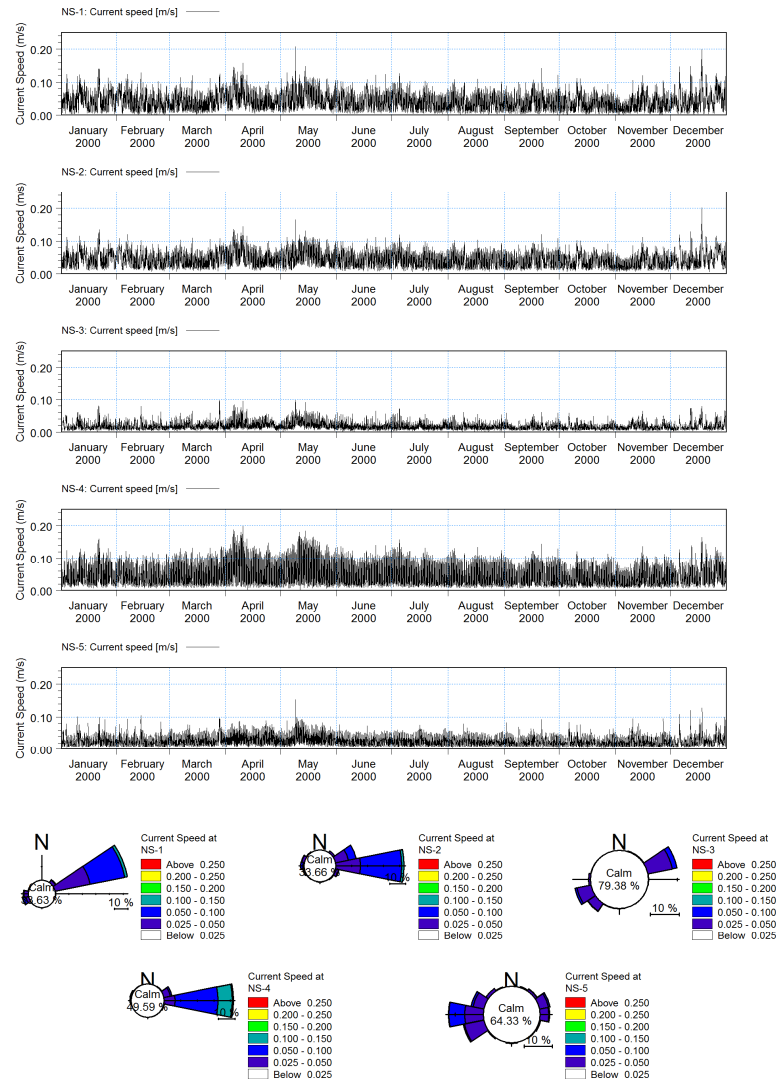 NS-1: Current speed [m/s]
Current Speed (m/s)
0.20
0.10
0.00
January February March April May June July August September October November December
2000 2000 2000 2000 2000 2000 2000 2000 2000 2000 2000 2000
NS-2: Current speed [m/s]
Current Speed (m/s)
0.20
0.10
0.00
January February March April May June July August September October November December
2000 2000 2000 2000 2000 2000 2000 2000 2000 2000 2000 2000
NS-3: Current speed [m/s]
Current Speed (m/s)
0.20
0.10
0.00
January February March April May June July August September October November December
2000 2000 2000 2000 2000 2000 2000 2000 2000 2000 2000 2000
NS-4: Current speed [m/s]
Current Speed (m/s)
0.20
0.10
0.00
January February March April May June July August September October November December
2000 2000 2000 2000 2000 2000 2000 2000 2000 2000 2000 2000
NS-5: Current speed [m/s]
Current Speed (m/s)
0.20
0.10
0.00
January February March April May June July August September October November December
2000 2000 2000 2000 2000 2000 2000 2000 2000 2000 2000 2000
N
Calm
10 %
Current Speed at
NS-1
Above 0.250
0.200 - 0.250
0.150 - 0.200
0.100 - 0.150
0.050 - 0.100
0.025 - 0.050
Below 0.025
N
Calm
33.66 %
10 %
Current Speed at
NS-2
Above 0.250
0.200 - 0.250
0.150 - 0.200
0.100 - 0.150
0.050 - 0.100
0.025 - 0.050
Below 0.025
N
Calm
79.38 %
10 %
Current Speed at
NS-3
Above 0.250
0.200 - 0.250
0.150 - 0.200
0.100 - 0.150
0.050 - 0.100
0.025 - 0.050
Below 0.025
N
Calm
49.59 %
10 %
Current Speed at
NS-4
Above 0.250
0.200 - 0.250
0.150 - 0.200
0.100 - 0.150
0.050 - 0.100
0.025 - 0.050
Below 0.025
N
Calm
64.33 %
10 %
Current Speed at
NS-5
Above 0.250
0.200 - 0.250
0.150 - 0.200
0.100 - 0.150
0.050 - 0.100
0.025 - 0.050
Below 0.025